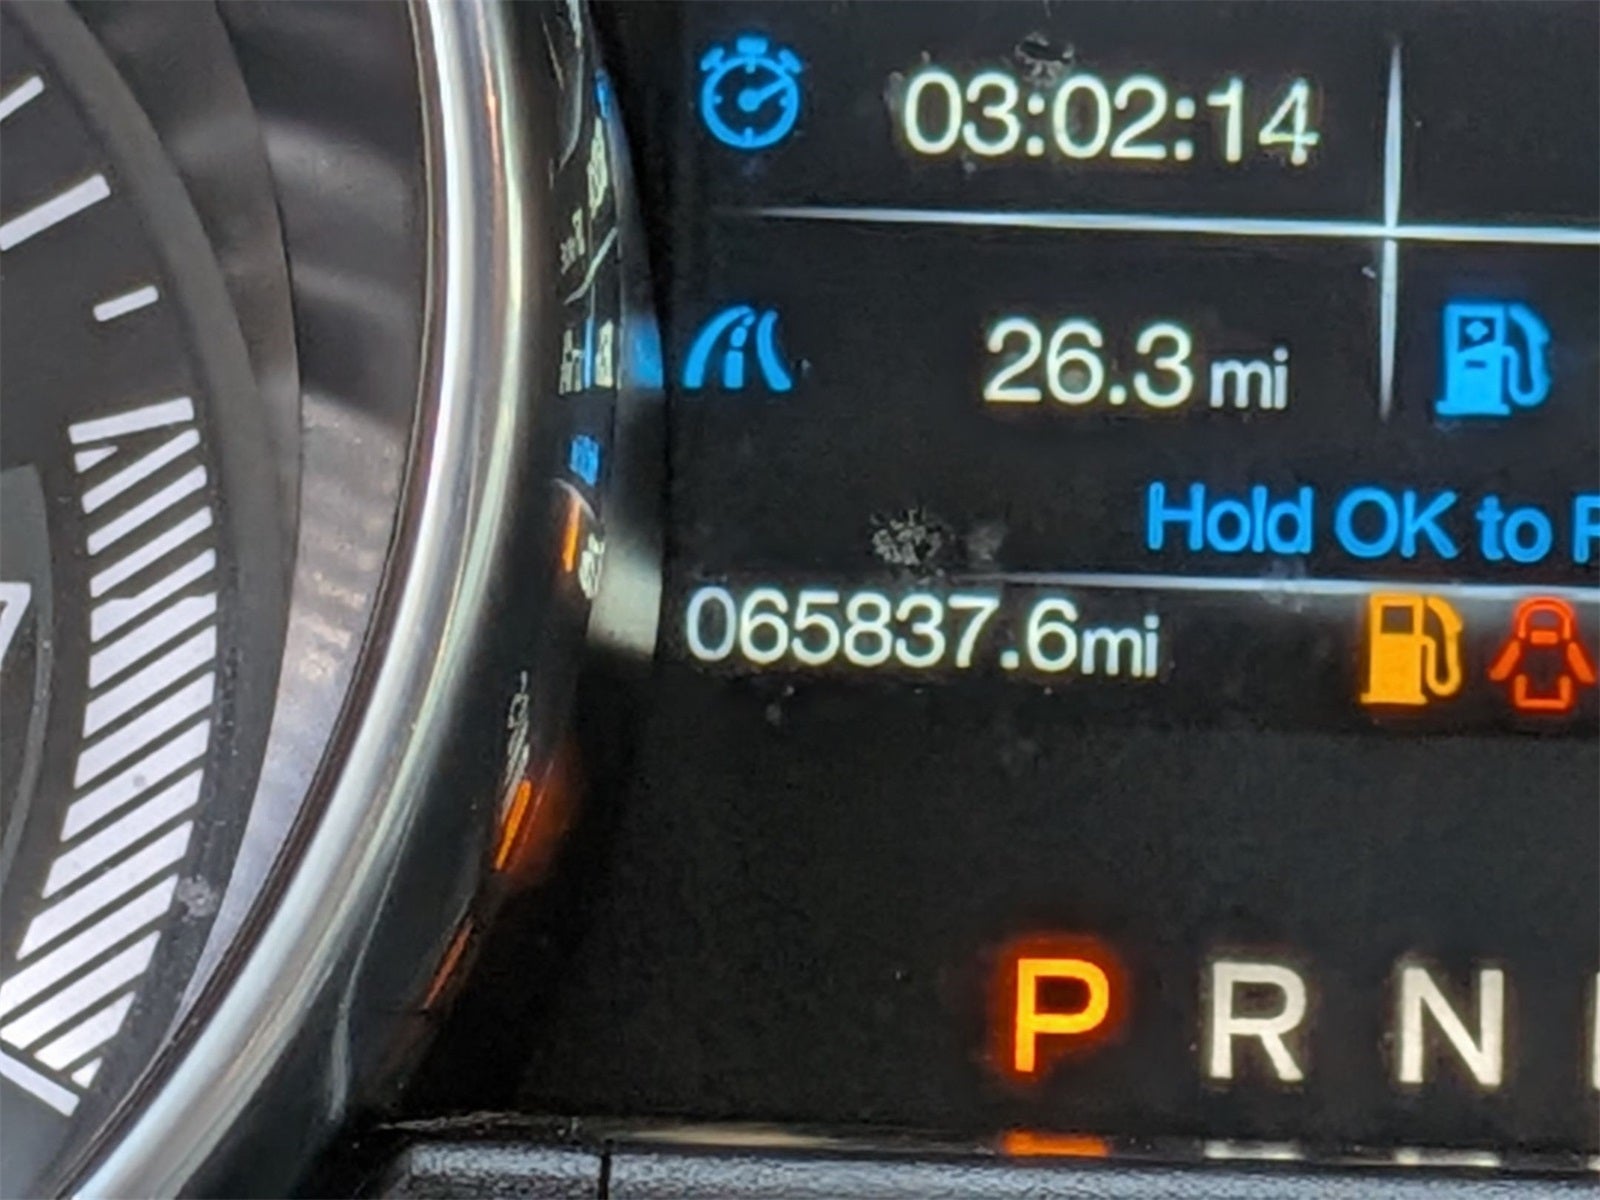 03:02:14
26.3 mi
Hold OK to
065837.6mi
P R N